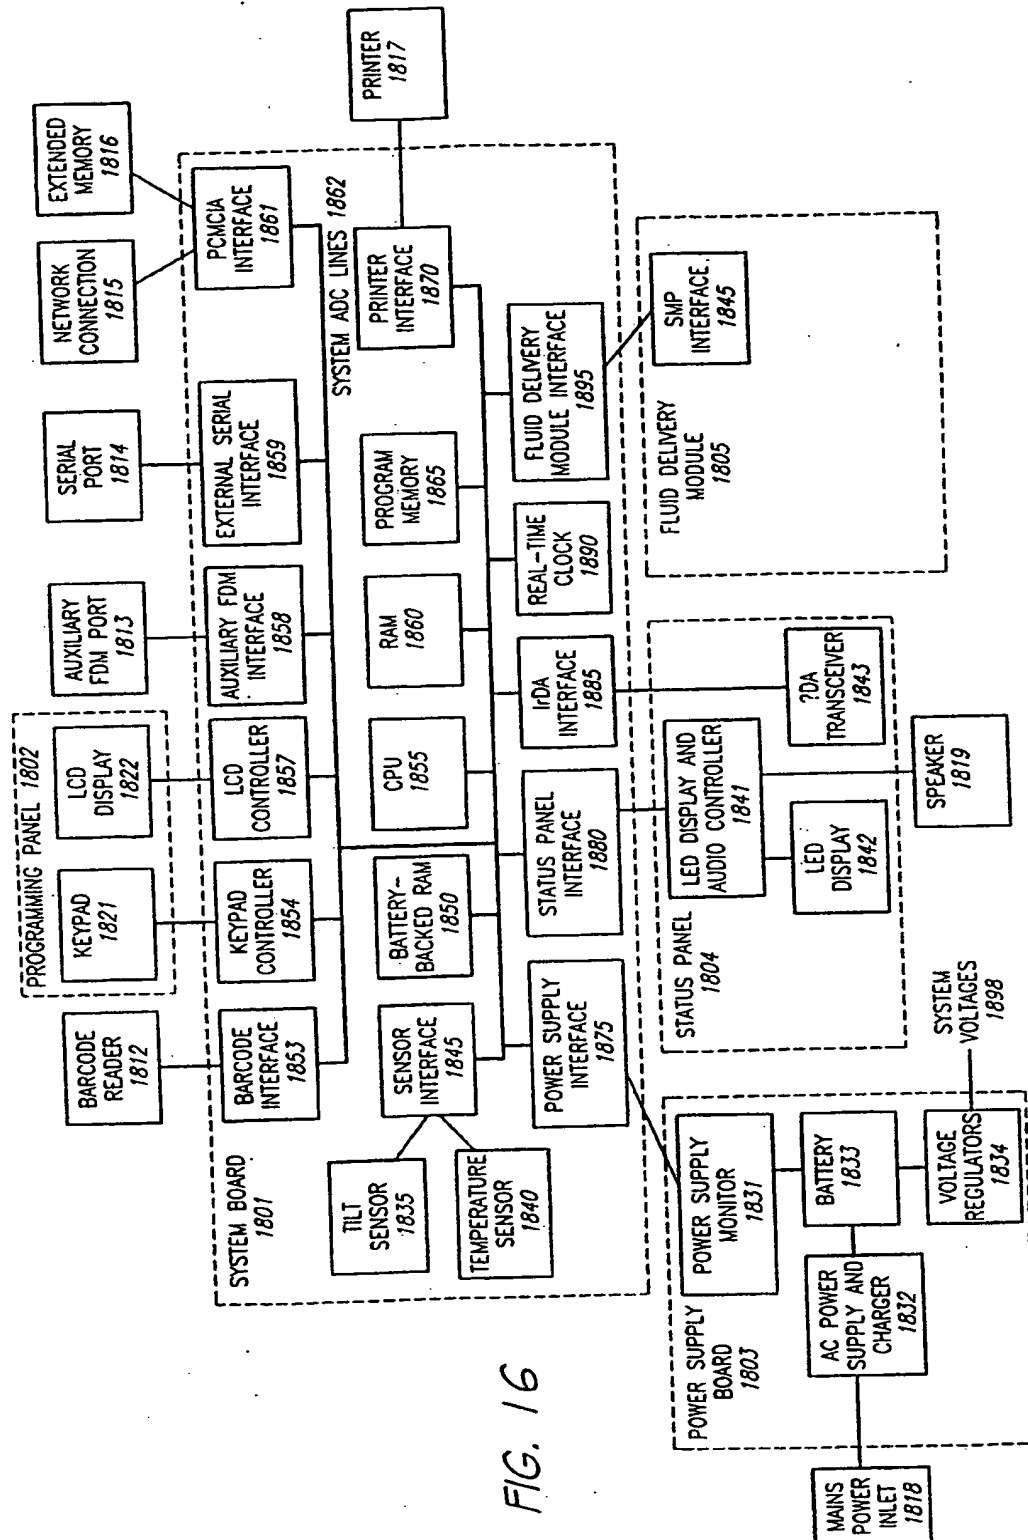 PROGRAMMING PANEL 1802
BARCODE
READER
1812
KEYPAD
1821
LCD
DISPLAY
1822
AUXILIARY
FDM PORT
1813
SERIAL
PORT
1814
NETWORK
CONNECTION
1815
EXTENDED
MEMORY
1816
BARCODE
INTERFACE
1853
KEYPAD
CONTROLLER
1854
LCD
CONTROLLER
1857
AUXILIARY FDM
INTERFACE
1858
EXTERNAL SERIAL
INTERFACE
1859
PCMCIA
INTERFACE
1861
SYSTEM BOARD
1801
SYSTEM ADC LINES 1862
PRINTER
1817
TILT
SENSOR
1835
TEMPERATURE
SENSOR
1840
SENSOR
INTERFACE
1845
BATTERY-
BACKED RAM
1850
CPU
1855
RAM
1860
PROGRAM
MEMORY
1865
PRINTER
INTERFACE
1870
POWER SUPPLY
INTERFACE
1875
STATUS PANEL
INTERFACE
1880
IrDA
INTERFACE
1885
REAL-TIME
CLOCK
1890
FLUID DELIVERY
MODULE INTERFACE
1895
POWER SUPPLY
BOARD
1803
POWER SUPPLY
MONITOR
1831
STATUS PANEL
1804
LED DISPLAY AND
AUDIO CONTROLLER
1841
FLUID DELIVERY
MODULE
1805
SMP
INTERFACE
1845
AC POWER
SUPPLY AND
CHARGER
1832
BATTERY
1833
LED
DISPLAY
1842
?DA
TRANSCEIVER
1843
MAINS
POWER
INLET
1818
VOLTAGE
REGULATORS
1834
SYSTEM
VOLTAGES
1898
SPEAKER
1819
FIG. 16